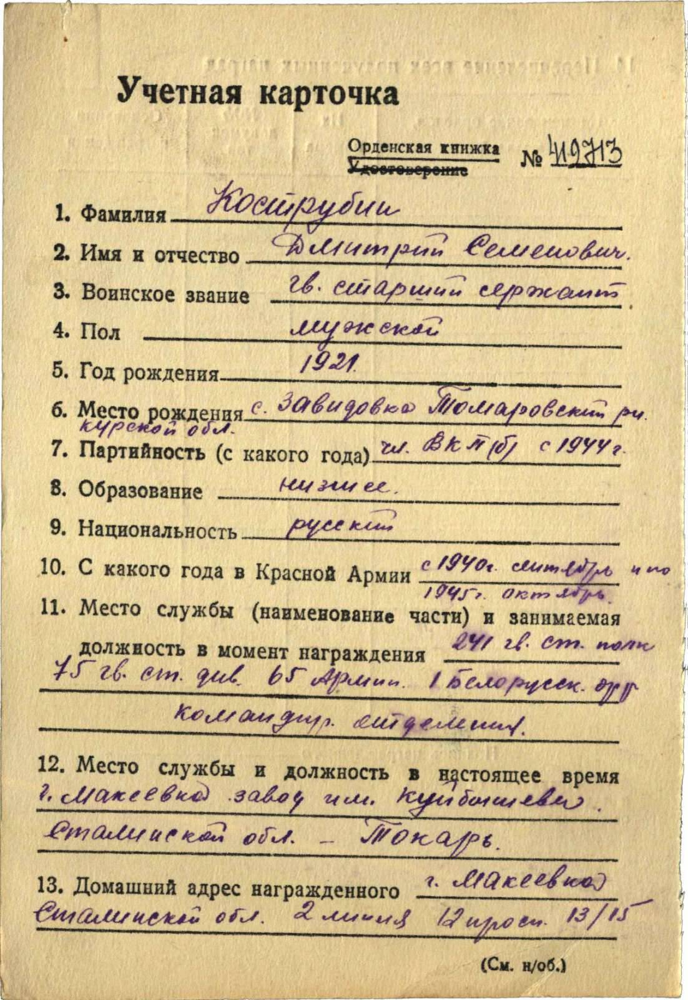 Учетная карточка
Орденская книжка
Удостоверение
№ 419713
1. Фамилия Кострубин
2. Имя и отчество Дмитрий Семенович.
3. Воинское звание гв. старший сержант
4. Пол мужской
5. Год рождения 1921.
6. Место рождения с. Завидовка Томаровский рн.
Курской обл.
7. Партийность (с какого года) чл. ВКП(б) с 1944 г.
8. Образование низшее.
9. Национальность русский
10. С какого года в Красной Армии с 1940г. сентябрь и по
1945г. октябрь.
11. Место службы (наименование части) и занимаемая
должность в момент награждения 241 гв. ст. полк
75 гв. ст. див. 65 Армии. 1 Белорусск. фр
командир. отделения.
12. Место службы и должность в настоящее время
г. Макеевка завод им. Куйбышева.
Сталинской обл. – Токарь.
13. Домашний адрес награжденного г. Макеевка
Сталинской обл. 2 линия 12 просп. 13/15
(См. н/об.)